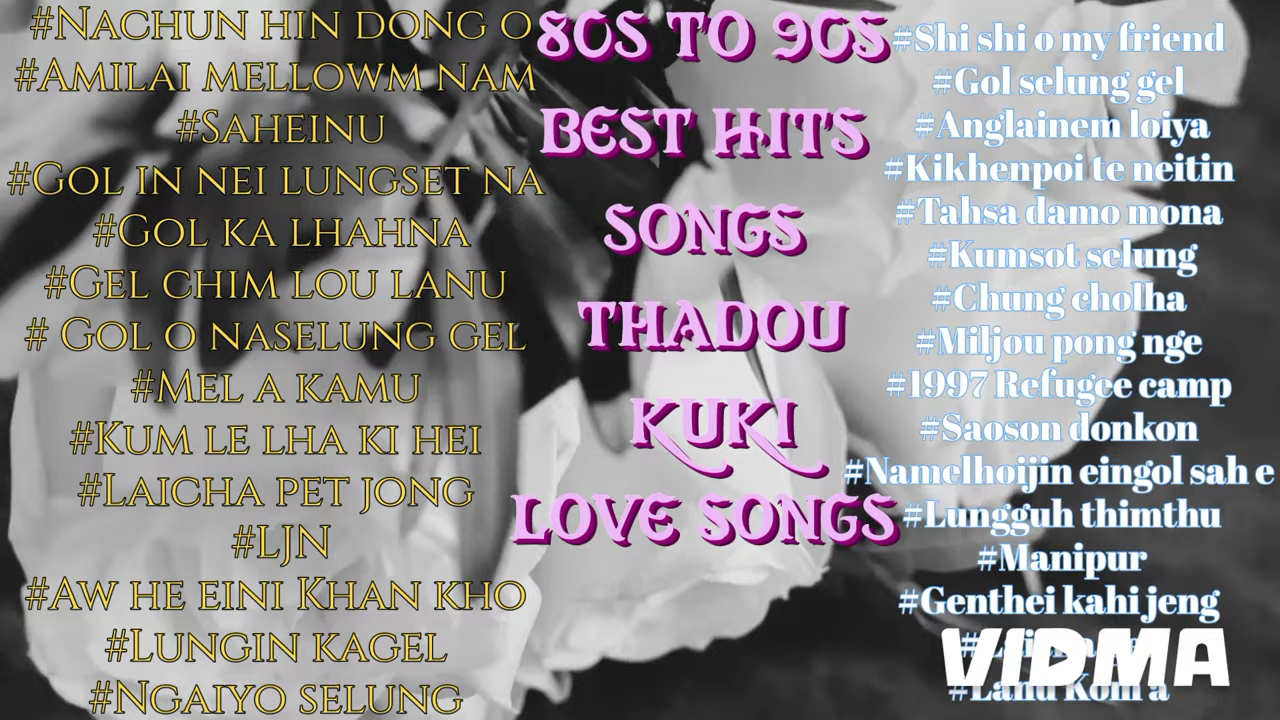 #Nachun hin dong o
#Amilai mellowm nam
#Saheinu
#Gol in nei lungset na
#Gol ka lhahna
#Gel chim lou lanu
# Gol o naselung gel
#Mel a kamu
#Kum le lha ki hei
#Laicha pet jong
#LJN
#Aw he eini Khan kho
#Lungin kagel
#Ngaiyo selung
80s to 90s
Best Hits
Songs
Thadou
Kuki
Love Songs
#Shi shi o my friend
#Gol selung gel
#Anglainem loiya
#Kikhenpoi te neitin
#Tahsa damo mona
#Kumsot selung
#Chung cholha
#Miljou pong nge
#1997 Refugee camp
#Saoson donkon
#Namelhoijin eingol sah e
#Lungguh thimthu
#Manipur
#Genthei kahi jeng
#Lanu Kom a
VIDMA